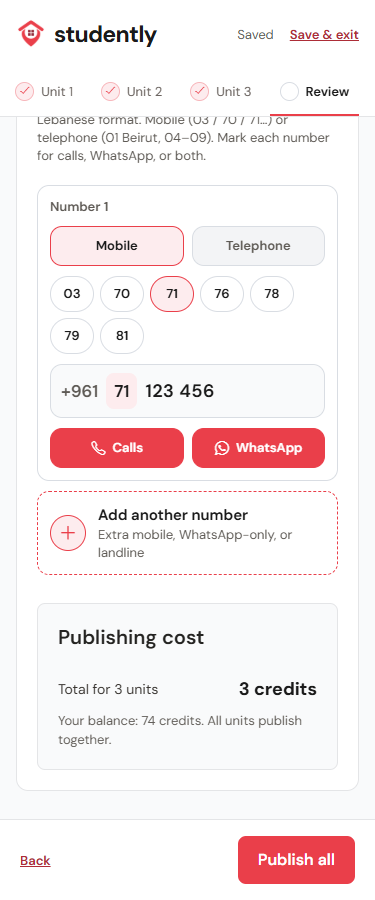 studently
Saved
Save & exit
Unit 1
Unit 2
Unit 3
Review
Lebanese format. Mobile (03 / 70 / 71…) or
telephone (01 Beirut, 04–09). Mark each number
for calls, WhatsApp, or both.
Number 1
Mobile
Telephone
03
70
71
76
78
79
81
+961 71 123 456
Calls
WhatsApp
Add another number
Extra mobile, WhatsApp-only, or
landline
Publishing cost
Total for 3 units
3 credits
Your balance: 74 credits. All units publish
together.
Back
Publish all